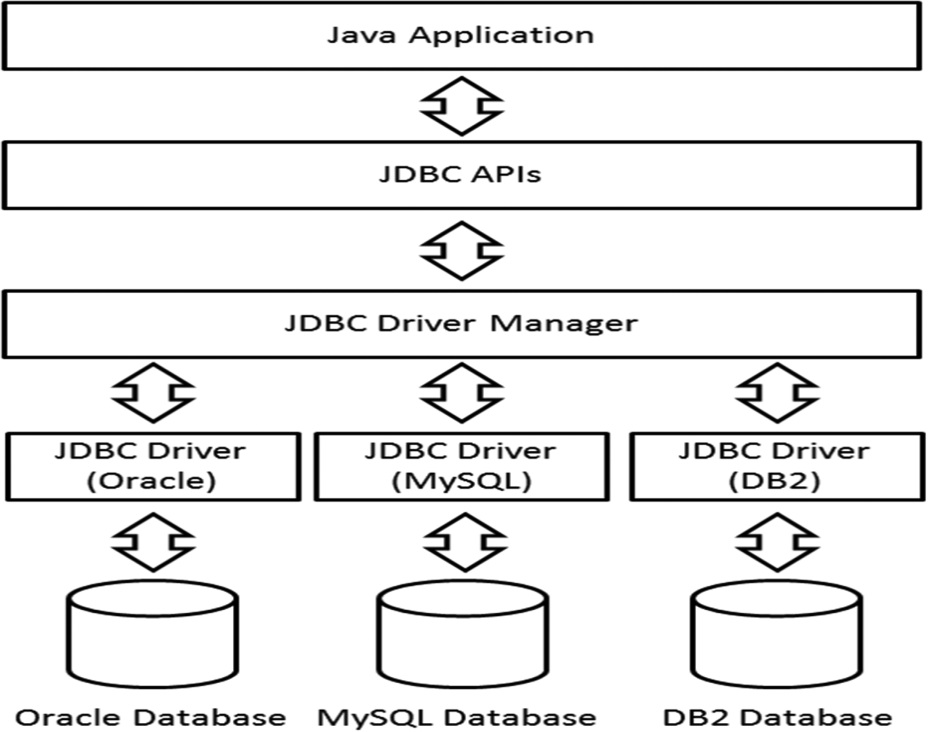 Java Application
JDBC APIs
JDBC Driver Manager
JDBC Driver
(Oracle)
JDBC Driver
(MySQL)
JDBC Driver
(DB2)
Oracle Database
MySQL Database
DB2 Database